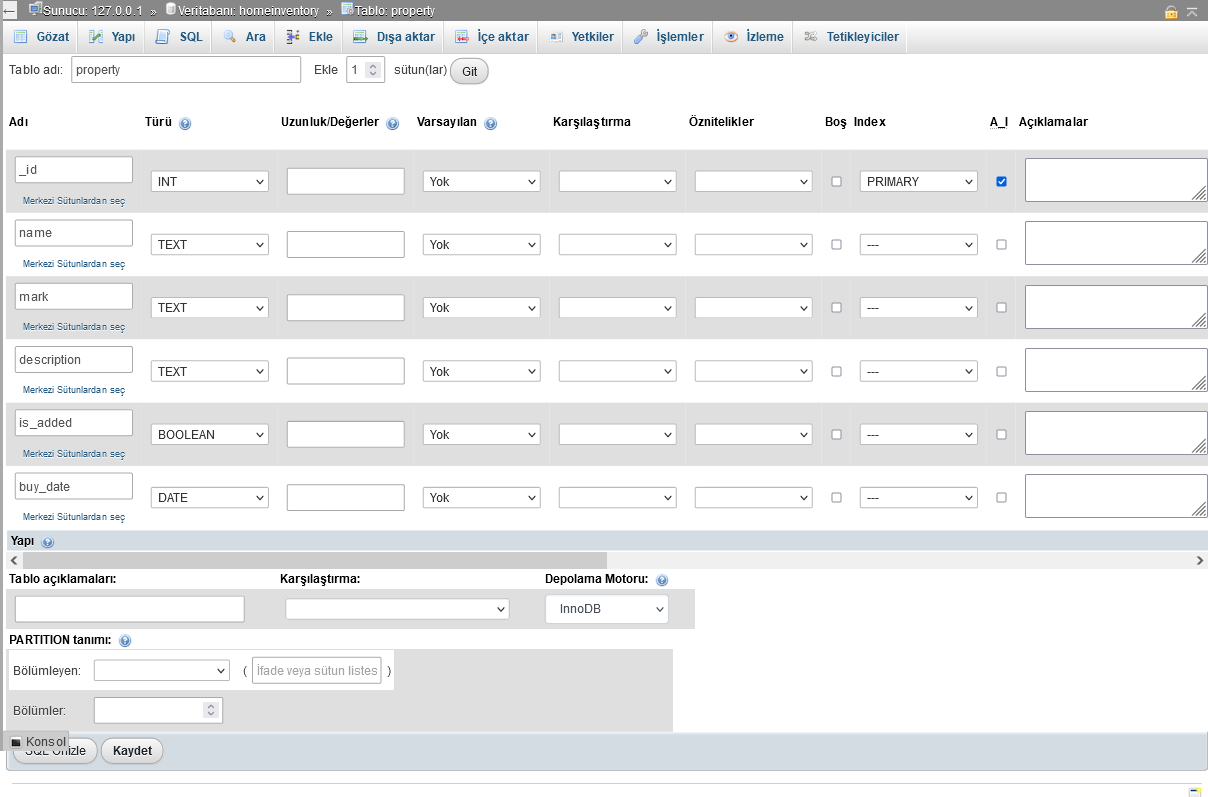 Sunucu: 127.0.0.1 » Veritabanı: homeinventory » Tablo: property
Gözat Yapı SQL Ara Ekle Dışa aktar İçe aktar Yetkiler İşlemler İzleme Tetikleyiciler
Tablo adı: property Ekle 1 sütun(lar) Git
Adı Türü Uzunluk/Değerler Varsayılan Karşılaştırma Öznitelikler Boş Index A_I Açıklamalar
_id INT Yok PRIMARY
Merkezi Sütunlardan seç
name TEXT Yok ---
Merkezi Sütunlardan seç
mark TEXT Yok ---
Merkezi Sütunlardan seç
description TEXT Yok ---
Merkezi Sütunlardan seç
is_added BOOLEAN Yok ---
Merkezi Sütunlardan seç
buy_date DATE Yok ---
Merkezi Sütunlardan seç
Yapı
Tablo açıklamaları: Karşılaştırma: Depolama Motoru:
InnoDB
PARTITION tanımı:
Bölümleyen: ( İfade veya sütun listes )
Bölümler:
Konsol
SQL Önizle Kaydet